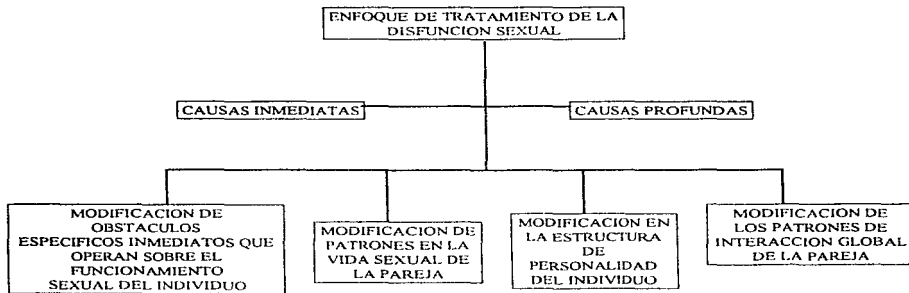 ENFOQUE DE TRATAMIENTO DE LA
DISFUNCION SEXUAL
CAUSAS INMEDIATAS
CAUSAS PROFUNDAS
MODIFICACION DE
OBSTACULOS
ESPECIFICOS INMEDIATOS QUE
OPERAN SOBRE EL
FUNCIONAMIENTO
SEXUAL DEL INDIVIDUO
MODIFICACION DE
PATRONES EN LA
VIDA SEXUAL DE
LA PAREJA
MODIFICACION EN
LA ESTRUCTURA
DE
PERSONALIDAD
DEL INDIVIDUO
MODIFICACION DE
LOS PATRONES DE
INTERACCION GLOBAL
DE LA PAREJA